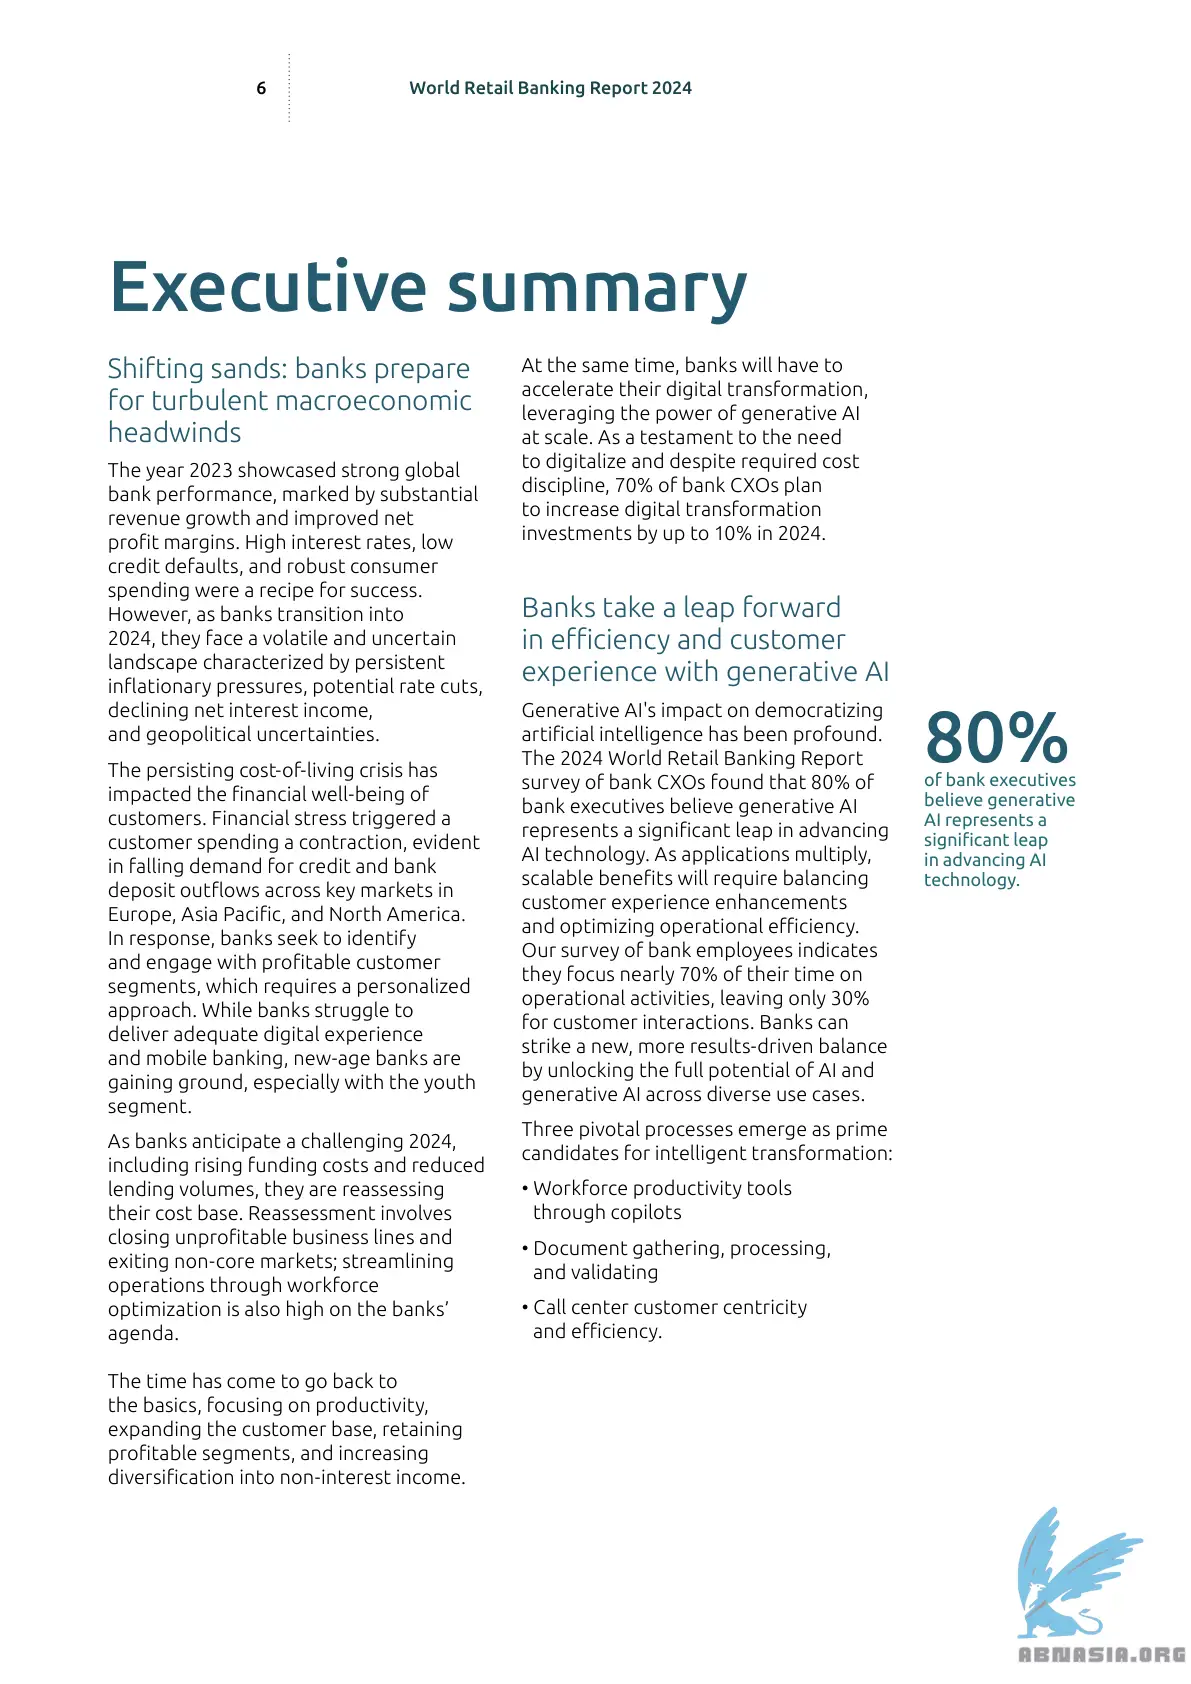 6
World Retail Banking Report 2024
Executive summary
Shifting sands: banks prepare
for turbulent macroeconomic
headwinds
The year 2023 showcased strong global
bank performance, marked by substantial
revenue growth and improved net
profit margins. High interest rates, low
credit defaults, and robust consumer
spending were a recipe for success.
However, as banks transition into
2024, they face a volatile and uncertain
landscape characterized by persistent
inflationary pressures, potential rate cuts,
declining net interest income,
and geopolitical uncertainties.
The persisting cost-of-living crisis has
impacted the financial well-being of
customers. Financial stress triggered a
customer spending a contraction, evident
in falling demand for credit and bank
deposit outflows across key markets in
Europe, Asia Pacific, and North America.
In response, banks seek to identify
and engage with profitable customer
segments, which requires a personalized
approach. While banks struggle to
deliver adequate digital experience
and mobile banking, new-age banks are
gaining ground, especially with the youth
segment.
As banks anticipate a challenging 2024,
including rising funding costs and reduced
lending volumes, they are reassessing
their cost base. Reassessment involves
closing unprofitable business lines and
exiting non-core markets; streamlining
operations through workforce
optimization is also high on the banks’
agenda.
The time has come to go back to
the basics, focusing on productivity,
expanding the customer base, retaining
profitable segments, and increasing
diversification into non-interest income.
At the same time, banks will have to
accelerate their digital transformation,
leveraging the power of generative AI
at scale. As a testament to the need
to digitalize and despite required cost
discipline, 70% of bank CXOs plan
to increase digital transformation
investments by up to 10% in 2024.
Banks take a leap forward
in efficiency and customer
experience with generative AI
Generative AI's impact on democratizing
artificial intelligence has been profound.
The 2024 World Retail Banking Report
survey of bank CXOs found that 80% of
bank executives believe generative AI
represents a significant leap in advancing
AI technology. As applications multiply,
scalable benefits will require balancing
customer experience enhancements
and optimizing operational efficiency.
Our survey of bank employees indicates
they focus nearly 70% of their time on
operational activities, leaving only 30%
for customer interactions. Banks can
strike a new, more results-driven balance
by unlocking the full potential of AI and
generative AI across diverse use cases.
Three pivotal processes emerge as prime
candidates for intelligent transformation:
• Workforce productivity tools
through copilots
• Document gathering, processing,
and validating
• Call center customer centricity
and efficiency.
80%
of bank executives
believe generative
AI represents a
significant leap
in advancing AI
technology.
ABNASIA.ORG